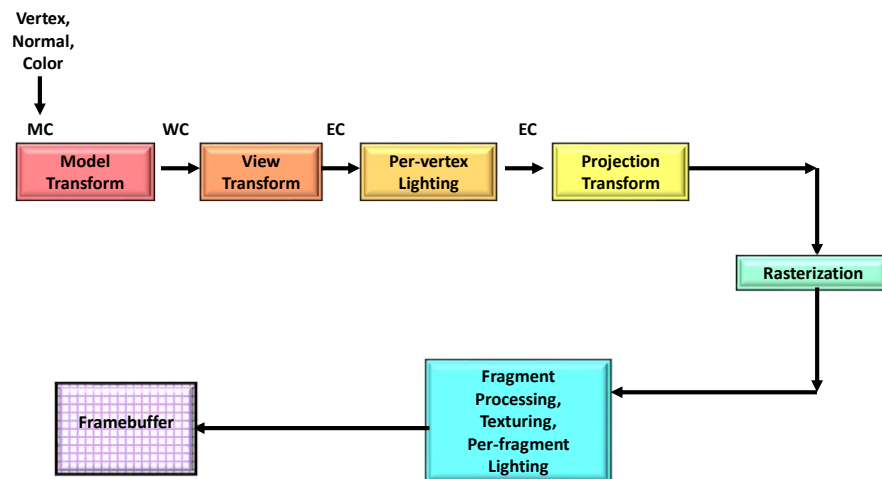 Vertex,
Normal,
Color
MC
WC
EC
EC
Model
Transform
View
Transform
Per-vertex
Lighting
Projection
Transform
Rasterization
Fragment
Processing,
Texturing,
Per-fragment
Lighting
Framebuffer